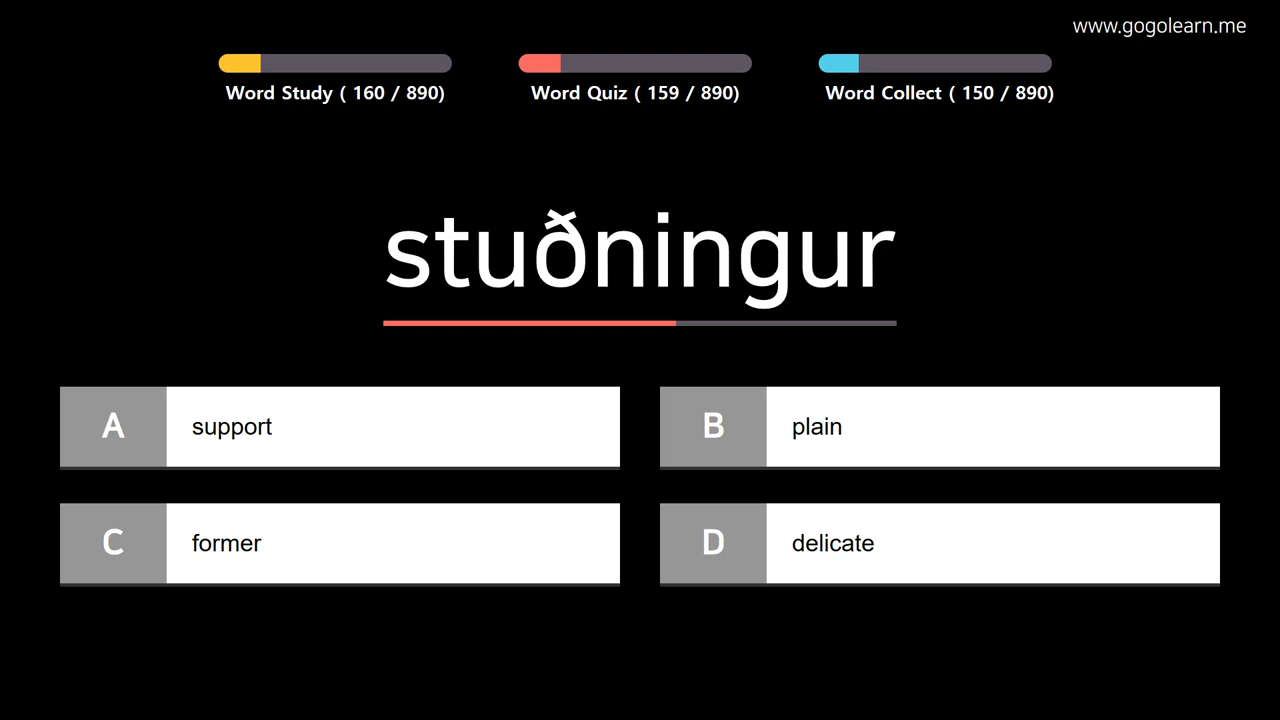 www.gogolearn.me
Word Study ( 160 / 890)
Word Quiz ( 159 / 890)
Word Collect ( 150 / 890)
stuðningur
A support
B plain
C former
D delicate